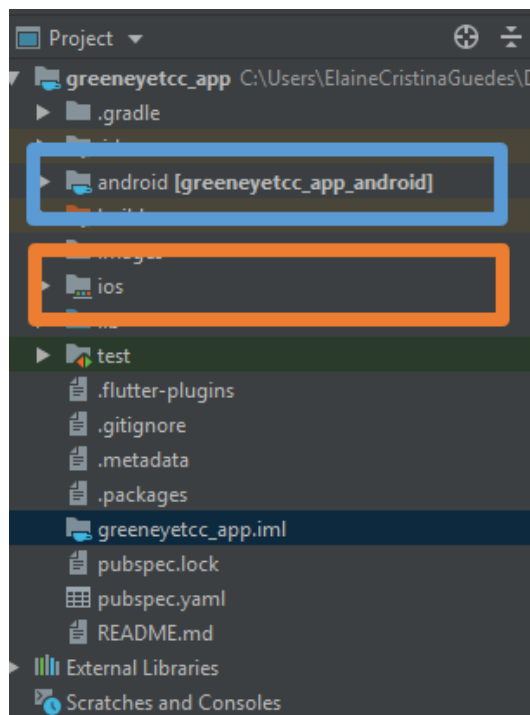 Project
greeneyetcc_app C:\Users\ElaineCristinaGuedes\D
.gradle
android [greeneyetcc_app_android]
images
ios
test
.flutter-plugins
.gitignore
.metadata
.packages
greeneyetcc_app.iml
pubspec.lock
pubspec.yaml
README.md
External Libraries
Scratches and Consoles